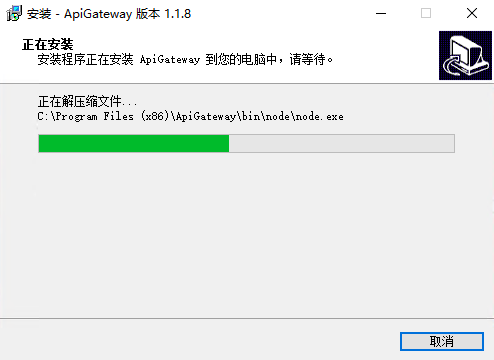 安装 - ApiGateway 版本 1.1.8
正在安装
安装程序正在安装 ApiGateway 到您的电脑中，请等待。
正在解压缩文件...
C:\Program Files (x86)\ApiGateway\bin\node\node.exe
取消